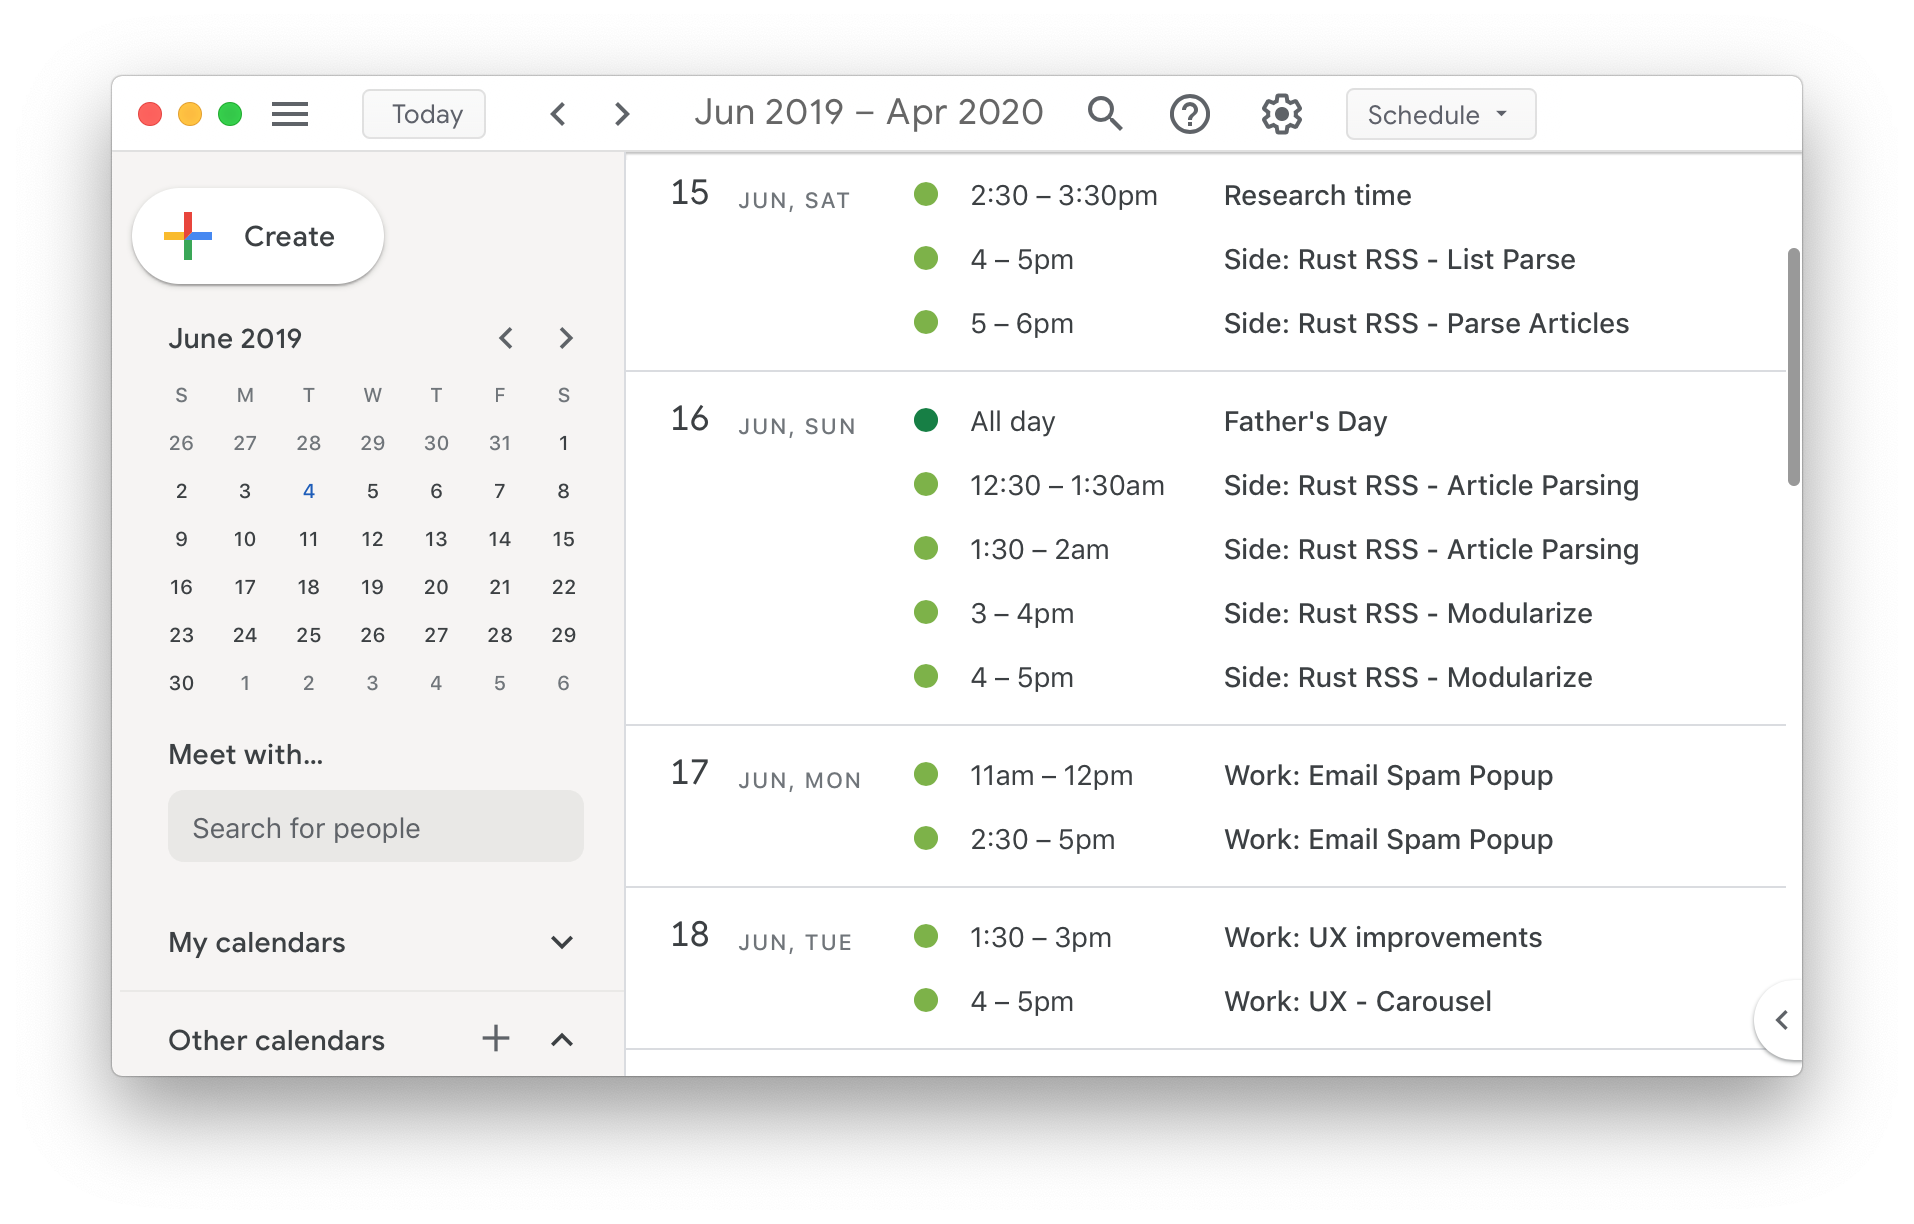 Today
Jun 2019 – Apr 2020
Schedule
Create
June 2019
S M T W T F S
26 27 28 29 30 31 1
2 3 4 5 6 7 8
9 10 11 12 13 14 15
16 17 18 19 20 21 22
23 24 25 26 27 28 29
30 1 2 3 4 5 6
Meet with...
Search for people
My calendars
Other calendars
15 JUN, SAT 2:30 – 3:30pm Research time
4 – 5pm Side: Rust RSS - List Parse
5 – 6pm Side: Rust RSS - Parse Articles
16 JUN, SUN All day Father's Day
12:30 – 1:30am Side: Rust RSS - Article Parsing
1:30 – 2am Side: Rust RSS - Article Parsing
3 – 4pm Side: Rust RSS - Modularize
4 – 5pm Side: Rust RSS - Modularize
17 JUN, MON 11am – 12pm Work: Email Spam Popup
2:30 – 5pm Work: Email Spam Popup
18 JUN, TUE 1:30 – 3pm Work: UX improvements
4 – 5pm Work: UX - Carousel